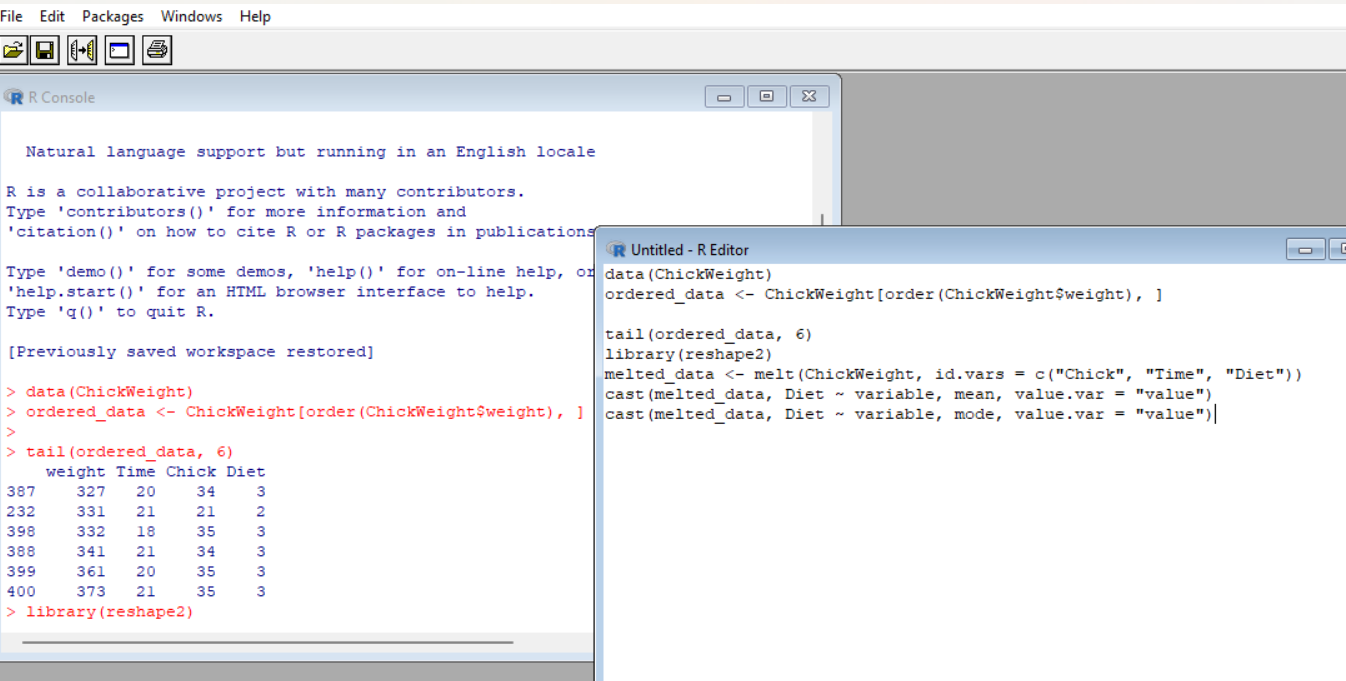 File Edit Packages Windows Help
R Console
Natural language support but running in an English locale
R is a collaborative project with many contributors.
Type 'contributors()' for more information and
'citation()' on how to cite R or R packages in publications
Type 'demo()' for some demos, 'help()' for on-line help, or
'help.start()' for an HTML browser interface to help.
Type 'q()' to quit R.
[Previously saved workspace restored]
> data(ChickWeight)
> ordered_data <- ChickWeight[order(ChickWeight$weight), ]
>
> tail(ordered_data, 6)
weight Time Chick Diet
387 327 20 34 3
232 331 21 21 2
398 332 18 35 3
388 341 21 34 3
399 361 20 35 3
400 373 21 35 3
> library(reshape2)
Untitled - R Editor
data(ChickWeight)
ordered_data <- ChickWeight[order(ChickWeight$weight), ]
tail(ordered_data, 6)
library(reshape2)
melted_data <- melt(ChickWeight, id.vars = c("Chick", "Time", "Diet"))
cast(melted_data, Diet ~ variable, mean, value.var = "value")
cast(melted_data, Diet ~ variable, mode, value.var = "value")